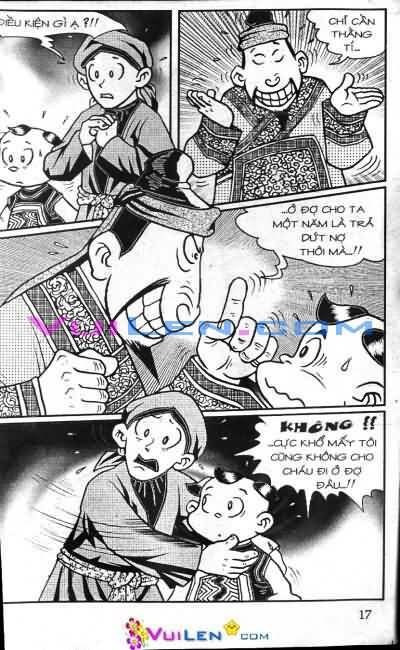 ĐIỀU KIỆN GÌ Ạ ?!!
CHỈ CẦN
THẰNG
TÍ...
...Ở ĐỢ CHO TA
MỘT NĂM LÀ TRẢ
DỨT NỢ
THÔI MÀ...!!
VUILEN.COM
KHÔNG !!
...CỰC KHỔ MẤY TÔI
CŨNG KHÔNG CHO
CHÁU ĐI Ở ĐỢ
ĐÂU...!!
17
VUILEN.COM